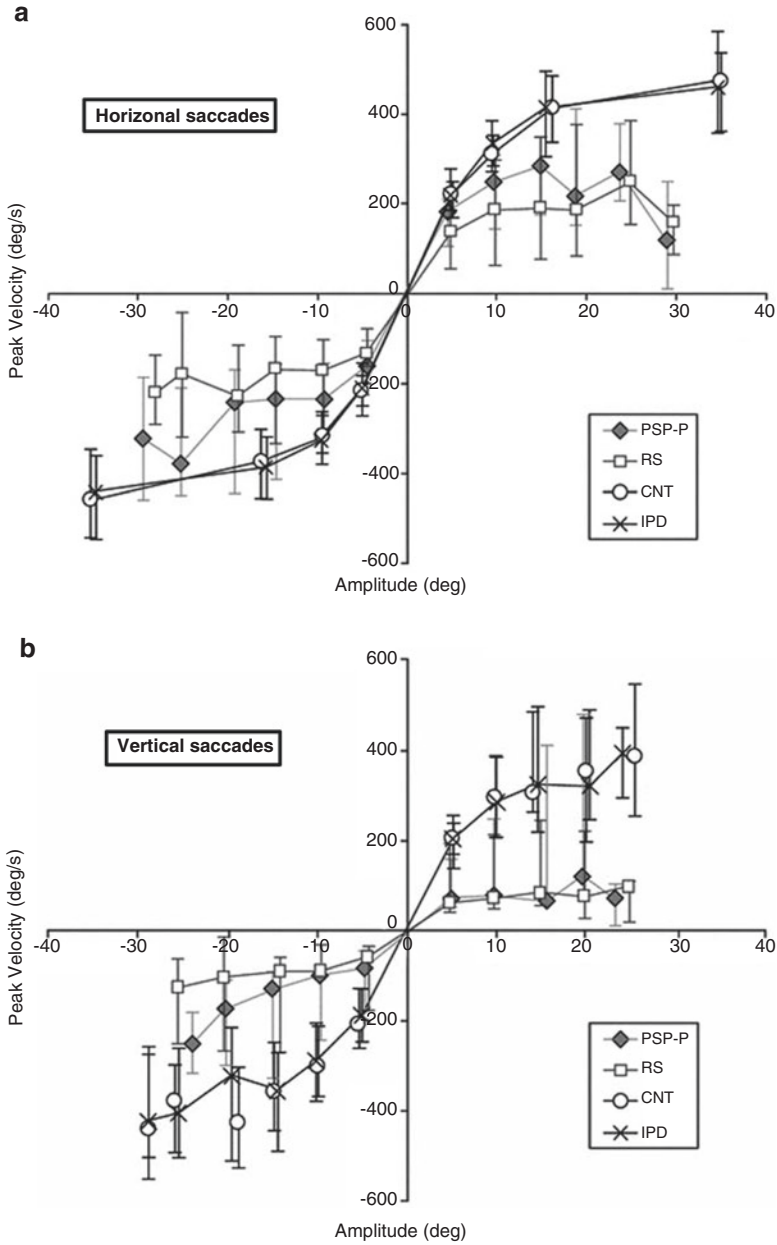 a
600
Horizonal saccades
400
200
0
-40
-30
-20
-10
0
10
20
30
40
-200
-400
-600
Peak Velocity (deg/s)
Amplitude (deg)
PSP-P
RS
CNT
IPD
b
600
Vertical saccades
400
200
0
-40
-30
-20
-10
0
10
20
30
40
-200
-400
-600
Peak Velocity (deg/s)
Amplitude (deg)
PSP-P
RS
CNT
IPD